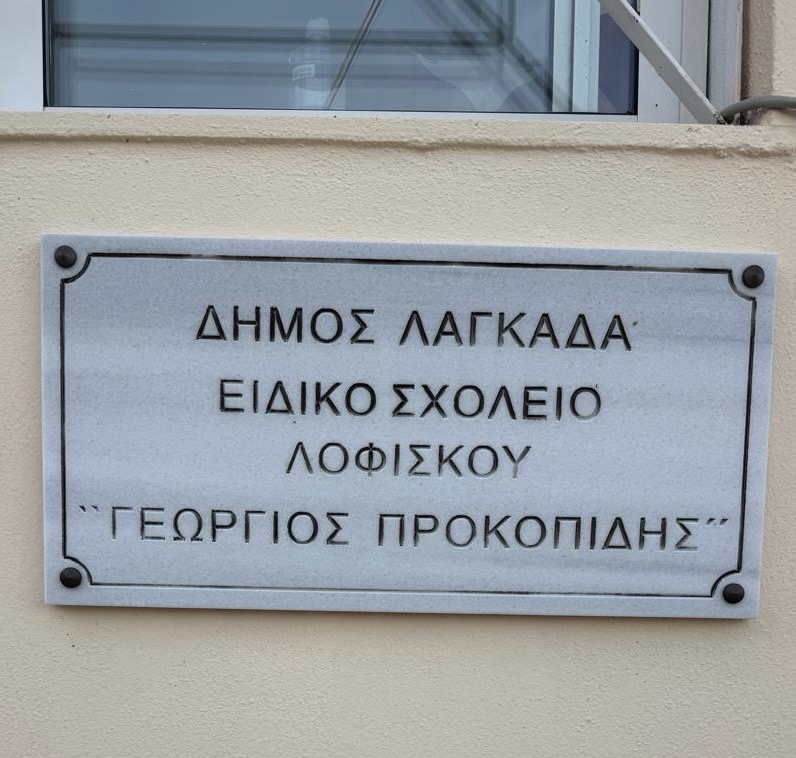 ΔΗΜΟΣ ΛΑΓΚΑΔΑ
ΕΙΔΙΚΟ ΣΧΟΛΕΙΟ
ΛΟΦΙΣΚΟΥ
``ΓΕΩΡΓΙΟΣ ΠΡΟΚΟΠΙΔΗΣ´´